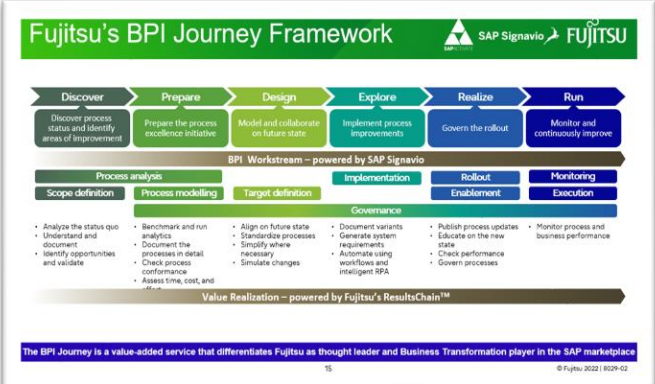 Fujitsu's BPI Journey Framework
SAP ACTIVATE
SAP Signavio
FUJITSU
Discover
Prepare
Design
Explore
Realize
Run
Discover process
status and identify
areas of improvement
Prepare the process
excellence initiative
Model and collaborate
on future state
Implement process
improvements
Govern the rollout
Monitor and
continuously improve
BPI Workstream – powered by SAP Signavio
Process analysis
Implementation
Rollout
Monitoring
Scope definition
Process modelling
Target definition
Enablement
Execution
Governance
• Analyze the status quo
• Understand and
document
• Identify opportunities
and validate
• Benchmark and run
analytics
• Document the
processes in detail
• Check process
conformance
• Assess time, cost, and
effort
• Align on future state
• Standardize processes
• Simplify where
necessary
• Simulate changes
• Document variants
• Generate system
requirements
• Automate using
workflows and
intelligent RPA
• Publish process updates
• Educate on the new
state
• Check performance
• Govern processes
• Monitor process and
business performance
Value Realization – powered by Fujitsu's ResultsChain™
The BPI Journey is a value-added service that differentiates Fujitsu as thought leader and Business Transformation player in the SAP marketplace
15
© Fujitsu 2022 | 8029-02